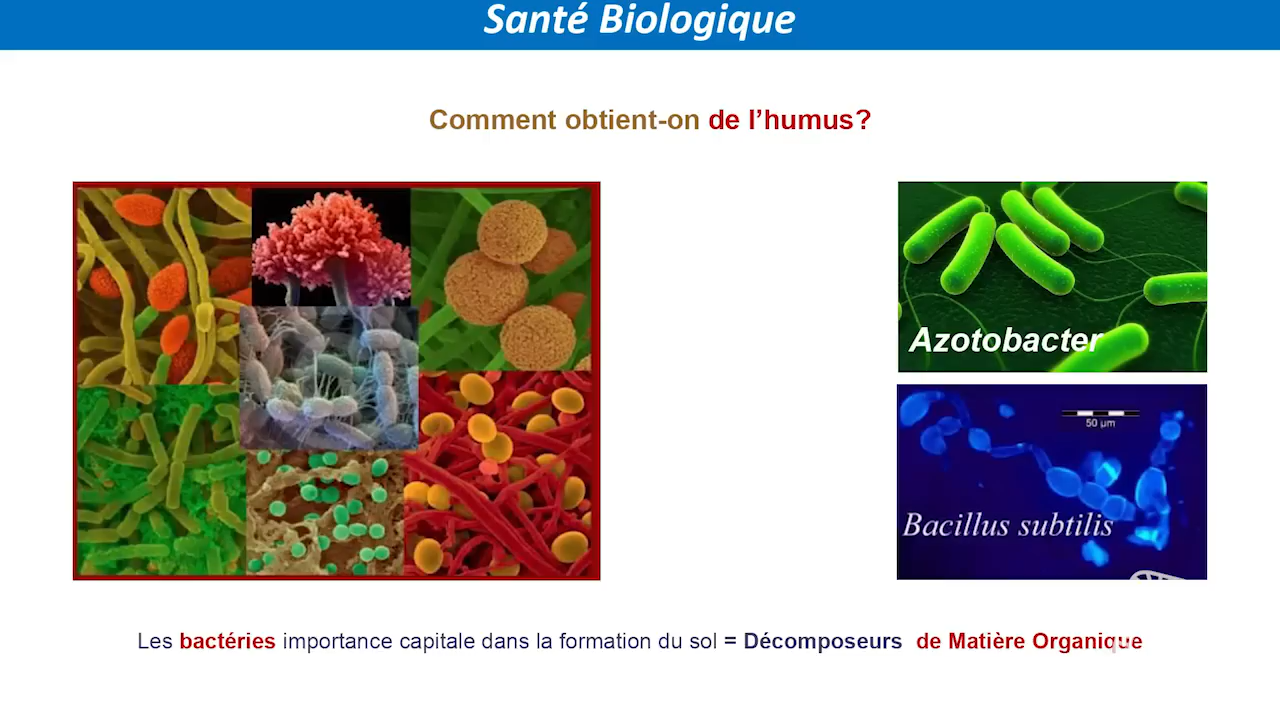 Santé Biologique
Comment obtient-on de l’humus?
Azotobacter
50 µm
Bacillus subtilis
Les bactéries importance capitale dans la formation du sol = Décomposeurs de Matière Organique